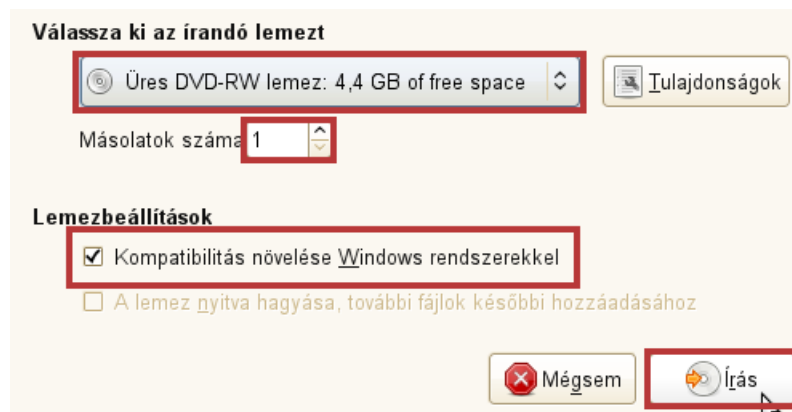 Válassza ki az írandó lemezt
Üres DVD-RW lemez: 4,4 GB of free space
Tulajdonságok
Másolatok száma 1
Lemezbeállítások
Kompatibilitás növelése Windows rendszerekkel
A lemez nyitva hagyása, további fájlok későbbi hozzáadásához
Mégsem
Írás